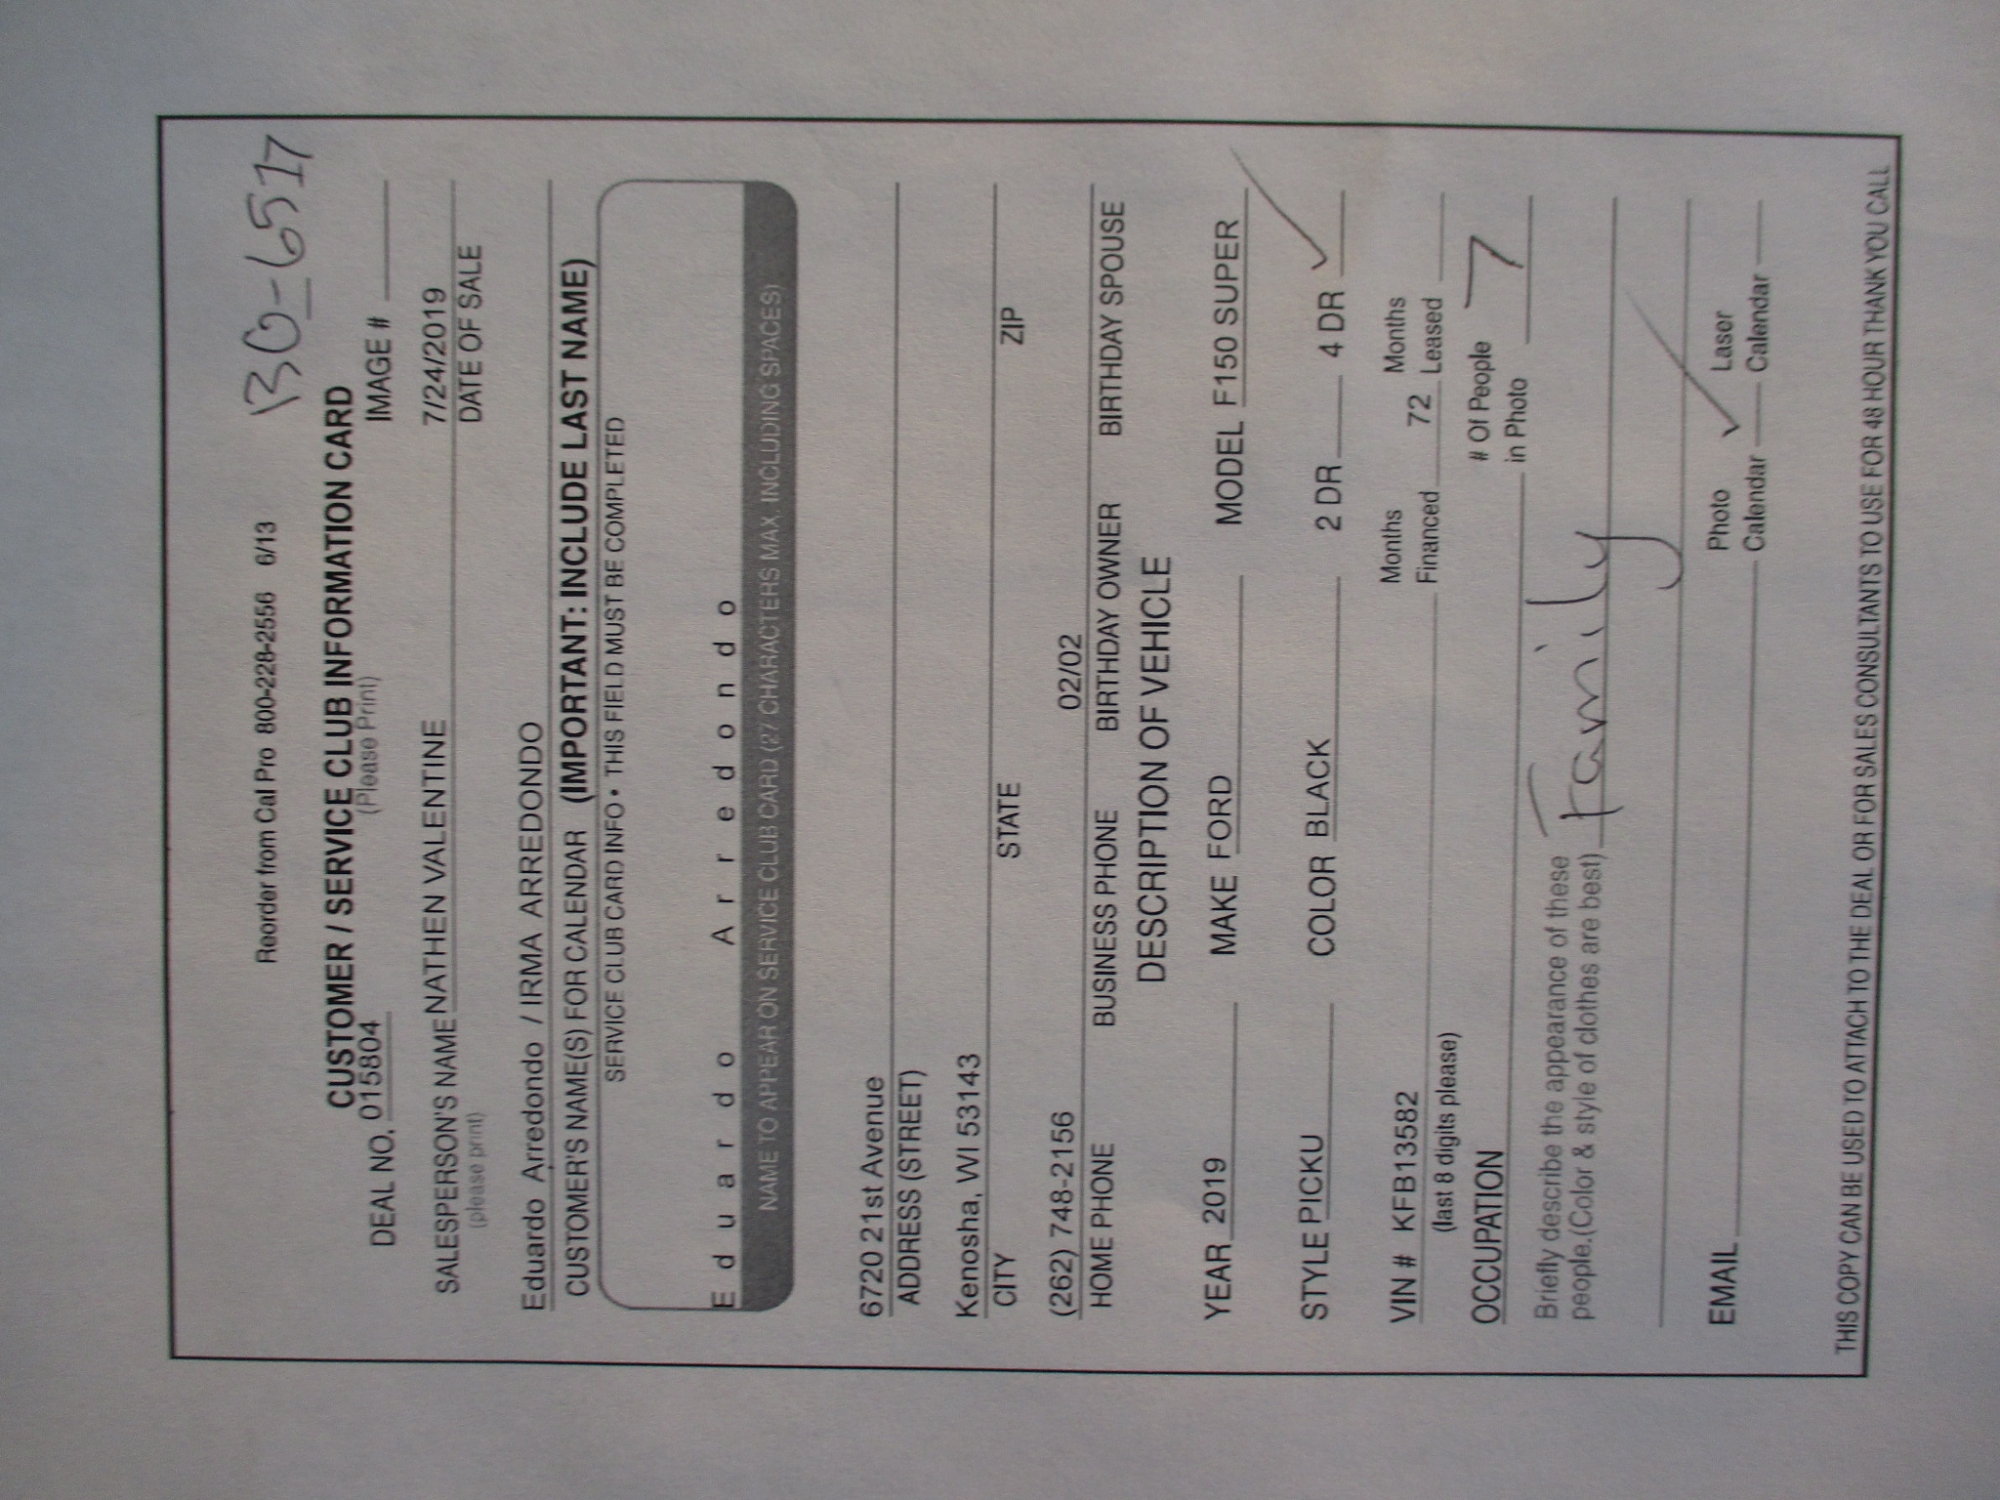 Reorder from Cal Pro 800-228-2556 6/13
130-6517
CUSTOMER / SERVICE CLUB INFORMATION CARD
(Please Print)
DEAL NO. 015804 IMAGE #
SALESPERSON'S NAME NATHEN VALENTINE 7/24/2019
(please print) DATE OF SALE
Eduardo Arredondo / IRMA ARREDONDO
CUSTOMER'S NAME(S) FOR CALENDAR (IMPORTANT: INCLUDE LAST NAME)
SERVICE CLUB CARD INFO • THIS FIELD MUST BE COMPLETED
E d u a r d o A r r e d o n d o
NAME TO APPEAR ON SERVICE CLUB CARD (27 CHARACTERS MAX. INCLUDING SPACES)
6720 21st Avenue
ADDRESS (STREET)
Kenosha, WI 53143
CITY STATE ZIP
(262) 748-2156 02/02
HOME PHONE BUSINESS PHONE BIRTHDAY OWNER BIRTHDAY SPOUSE
DESCRIPTION OF VEHICLE
YEAR 2019 MAKE FORD MODEL F150 SUPER
STYLE PICKU COLOR BLACK 2 DR 4 DR ✓
VIN # KFB13582 Months Financed 72 Months Leased
(last 8 digits please)
OCCUPATION # Of People in Photo 7
Briefly describe the appearance of these
people.(Color & style of clothes are best) Family
EMAIL Photo Calendar ✓ Laser Calendar
THIS COPY CAN BE USED TO ATTACH TO THE DEAL OR FOR SALES CONSULTANTS TO USE FOR 48 HOUR THANK YOU CALL